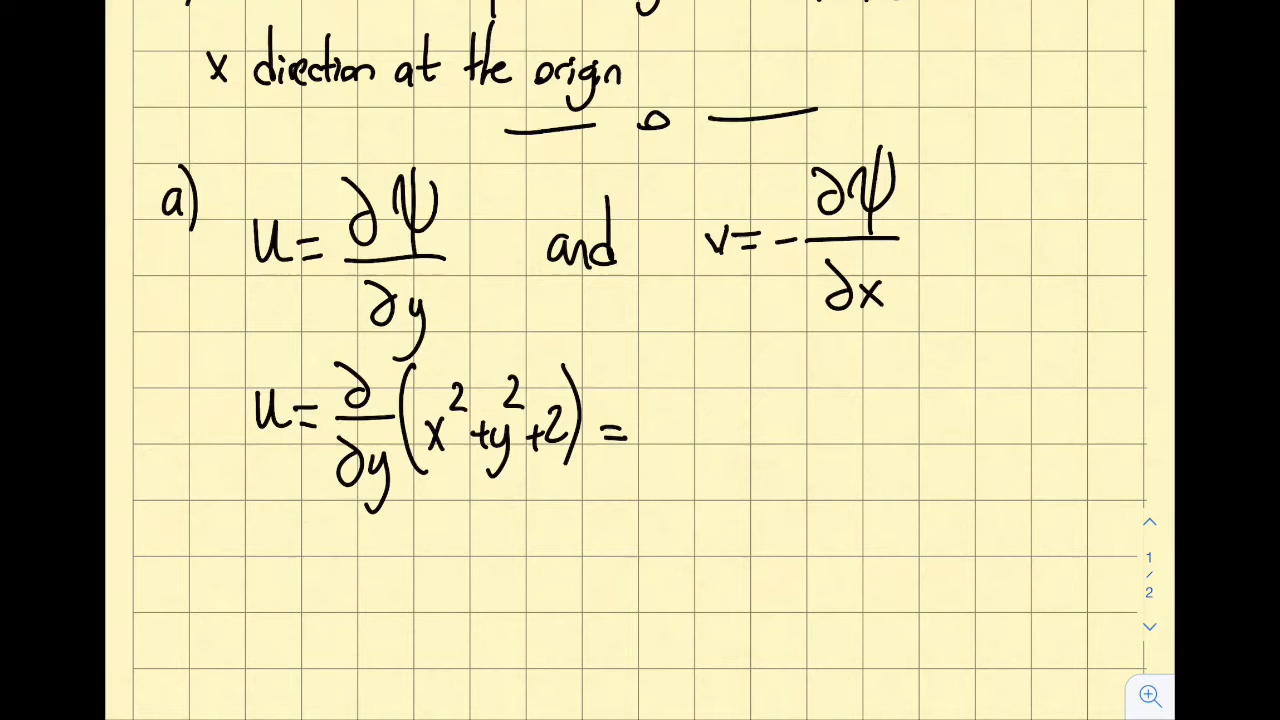 x direction at the origin
a) u = ∂ψ/∂y and v = - ∂ψ/∂x
u = ∂/∂y (x² + y² + 2) =
1
/
2